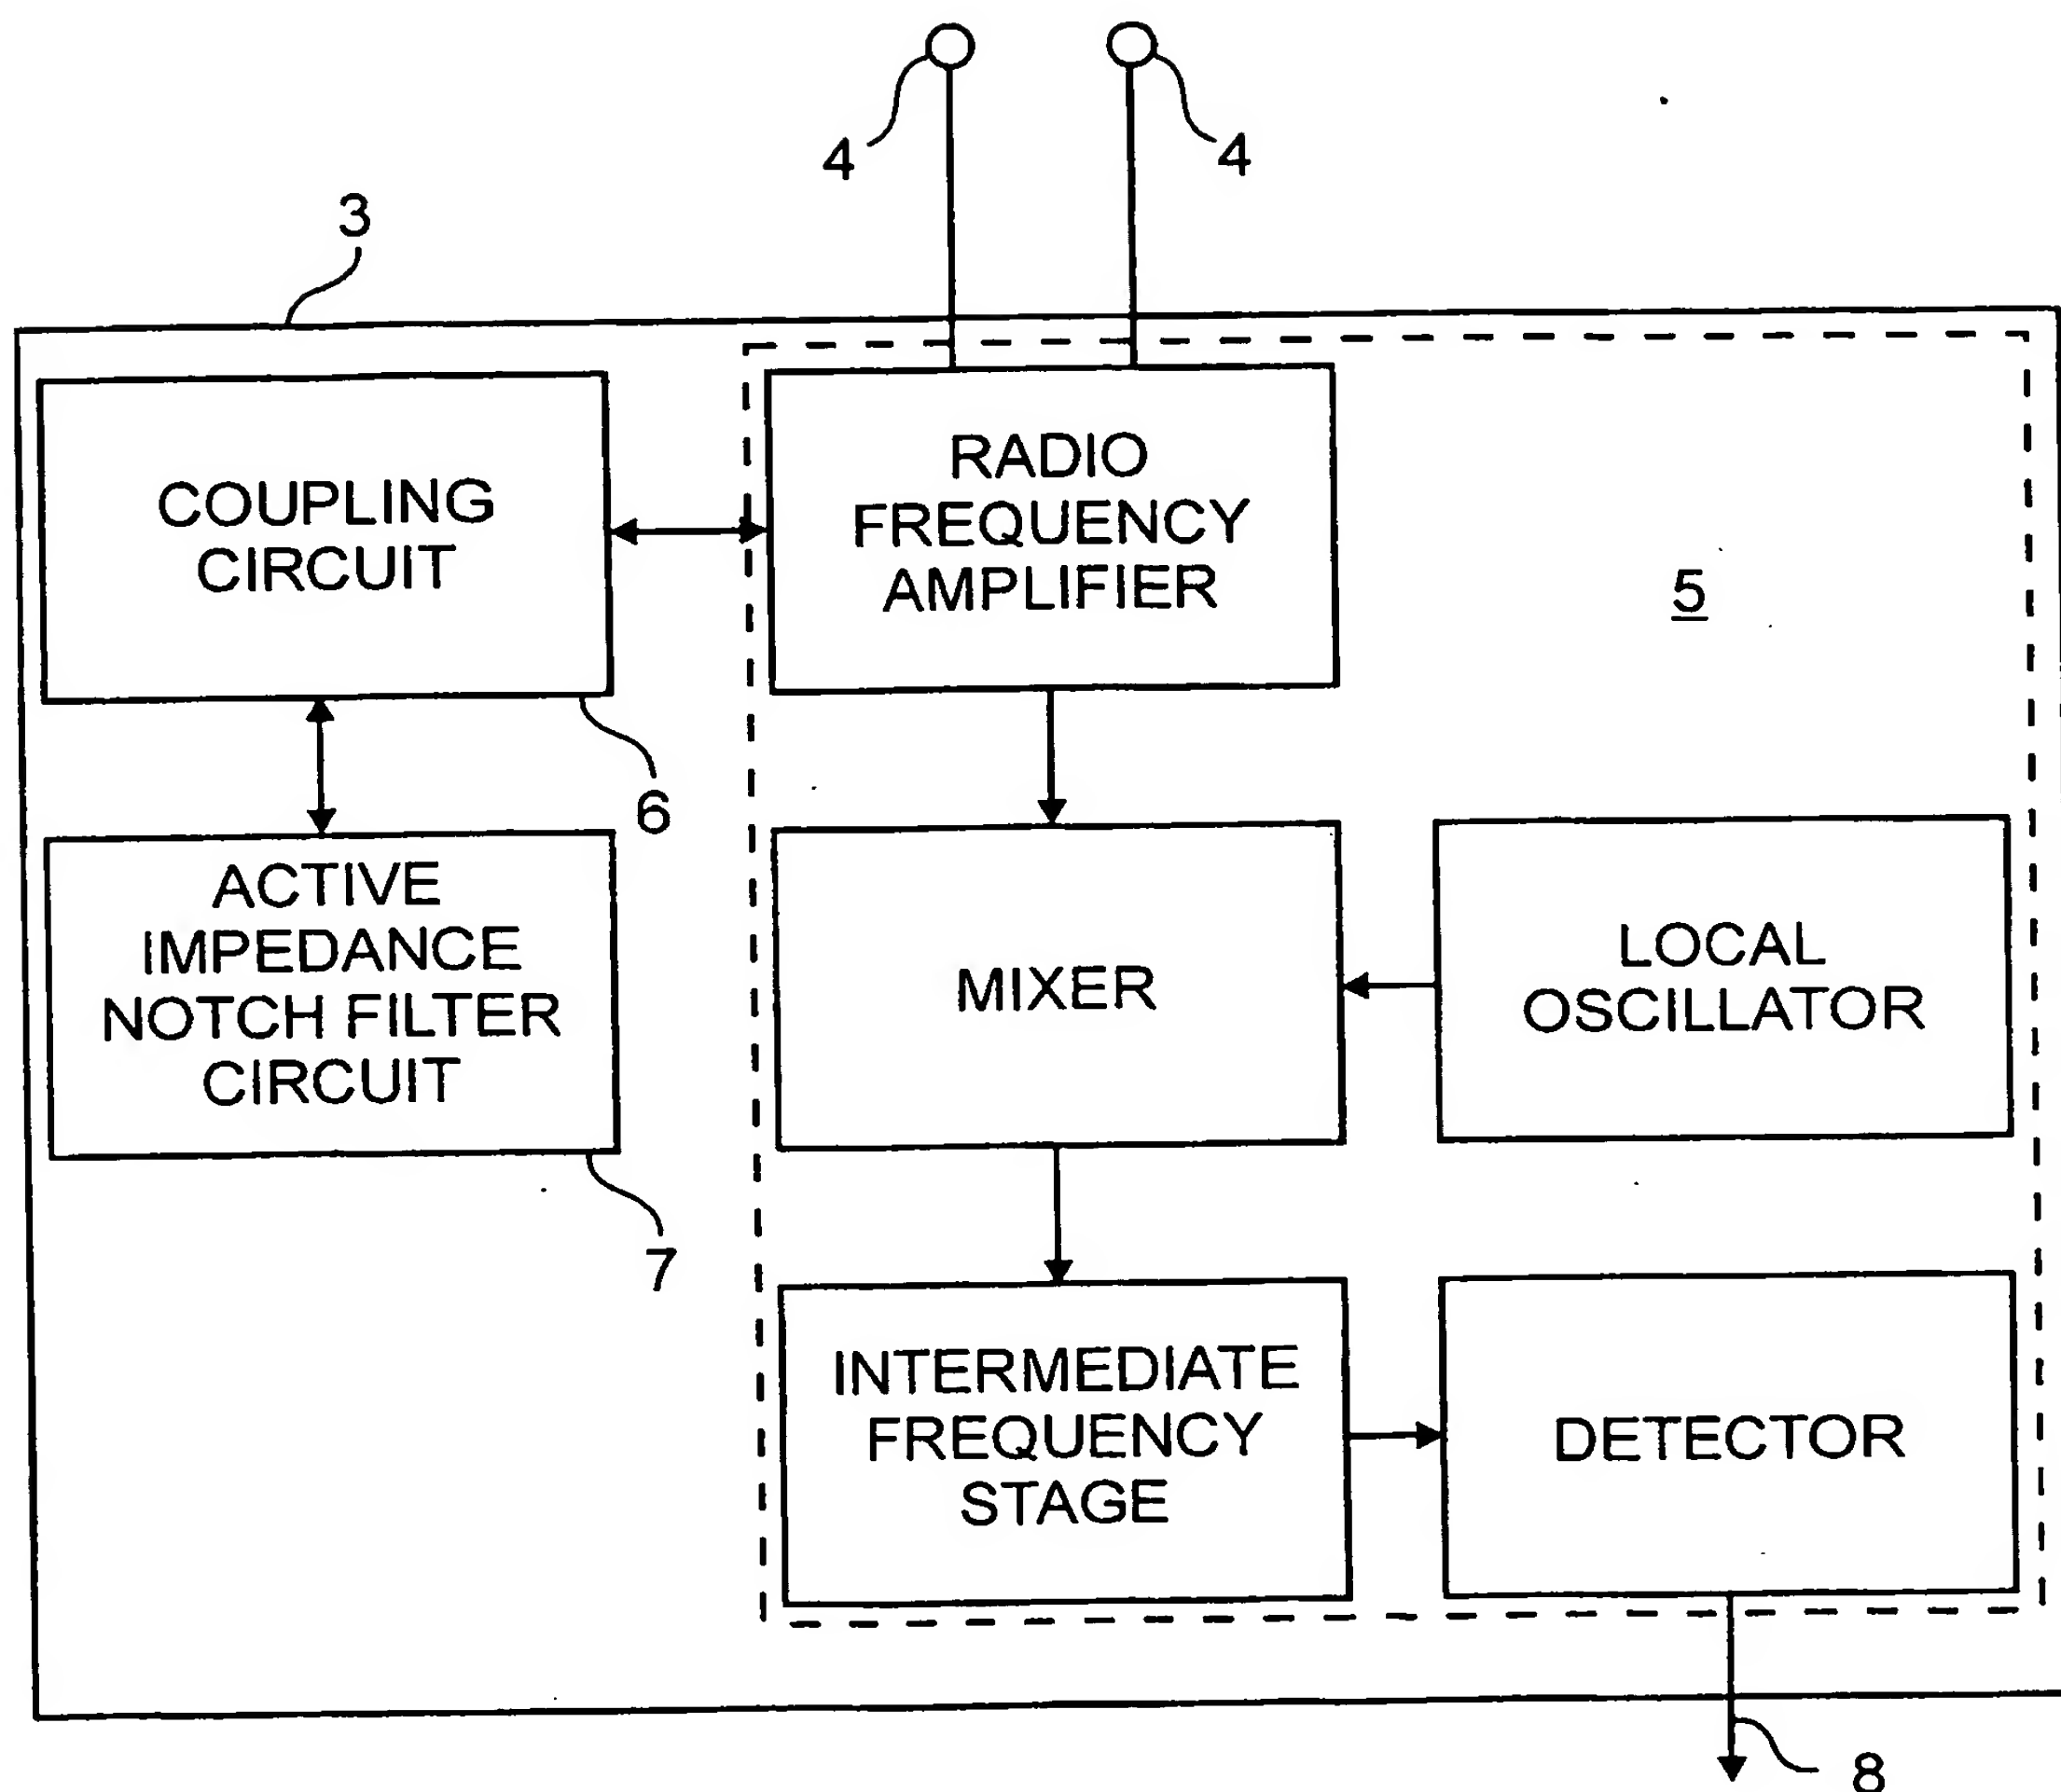 4
4
3
COUPLING
CIRCUIT
RADIO
FREQUENCY
AMPLIFIER
5
6
ACTIVE
IMPEDANCE
NOTCH FILTER
CIRCUIT
MIXER
LOCAL
OSCILLATOR
7
INTERMEDIATE
FREQUENCY
STAGE
DETECTOR
8